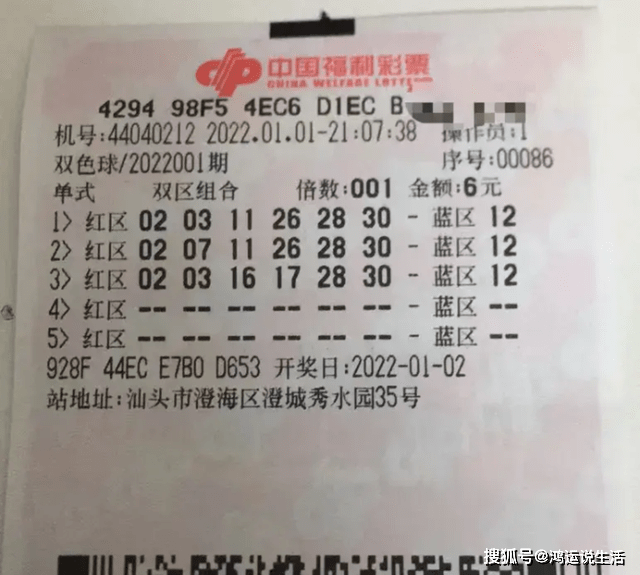 中国福利彩票
CHINA WELFARE LOTTERY
4294 98F5 4EC6 D1EC B
机号:44040212 2022.01.01-21:07:38 操作员:1
双色球/2022001期 序号:00086
单式 双区组合 倍数:001 金额:6元
1> 红区 02 03 11 26 28 30 - 蓝区 12
2> 红区 02 07 11 26 28 30 - 蓝区 12
3> 红区 02 03 16 17 28 30 - 蓝区 12
4> 红区 -- -- -- -- -- -- - 蓝区 --
5> 红区 -- -- -- -- -- -- - 蓝区 --
928F 44EC E7B0 D653 开奖日:2022-01-02
站地址:汕头市澄海区澄城秀水园35号
搜狐号@鸿运说生活